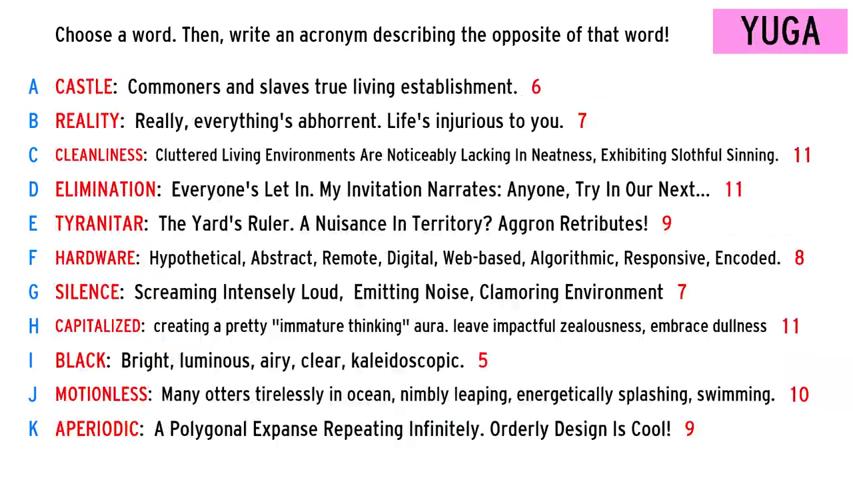 Choose a word. Then, write an acronym describing the opposite of that word!
YUGA
A CASTLE: Commoners and slaves true living establishment. 6
B REALITY: Really, everything's abhorrent. Life's injurious to you. 7
C CLEANLINESS: Cluttered Living Environments Are Noticeably Lacking In Neatness, Exhibiting Slothful Sinning. 11
D ELIMINATION: Everyone's Let In. My Invitation Narrates: Anyone, Try In Our Next... 11
E TYRANITAR: The Yard's Ruler. A Nuisance In Territory? Aggron Retributes! 9
F HARDWARE: Hypothetical, Abstract, Remote, Digital, Web-based, Algorithmic, Responsive, Encoded. 8
G SILENCE: Screaming Intensely Loud, Emitting Noise, Clamoring Environment 7
H CAPITALIZED: creating a pretty "immature thinking" aura. leave impactful zealousness, embrace dullness 11
I BLACK: Bright, luminous, airy, clear, kaleidoscopic. 5
J MOTIONLESS: Many otters tirelessly in ocean, nimbly leaping, energetically splashing, swimming. 10
K APERIODIC: A Polygonal Expanse Repeating Infinitely. Orderly Design Is Cool! 9